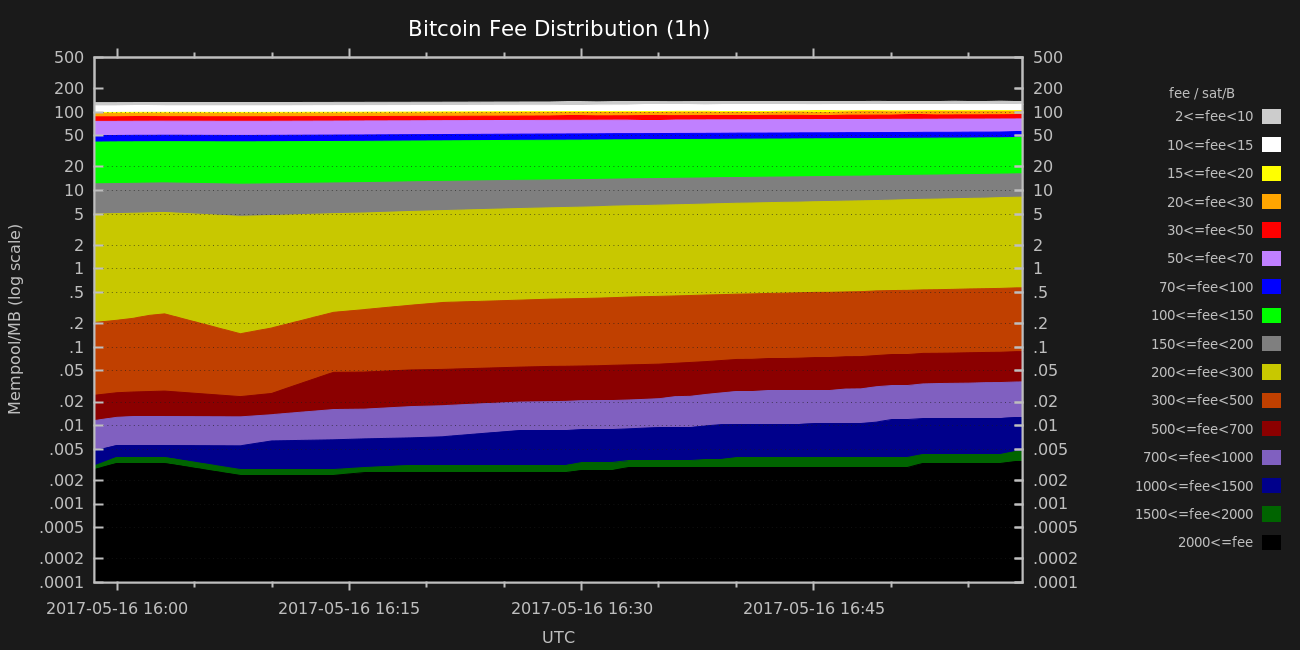 Bitcoin Fee Distribution (1h)
Mempool/MB (log scale)
500
200
100
50
20
10
5
2
1
.5
.2
.1
.05
.02
.01
.005
.002
.001
.0005
.0002
.0001
500
200
100
50
20
10
5
2
1
.5
.2
.1
.05
.02
.01
.005
.002
.001
.0005
.0002
.0001
2017-05-16 16:00
2017-05-16 16:15
2017-05-16 16:30
2017-05-16 16:45
UTC
fee / sat/B
2<=fee<10
10<=fee<15
15<=fee<20
20<=fee<30
30<=fee<50
50<=fee<70
70<=fee<100
100<=fee<150
150<=fee<200
200<=fee<300
300<=fee<500
500<=fee<700
700<=fee<1000
1000<=fee<1500
1500<=fee<2000
2000<=fee